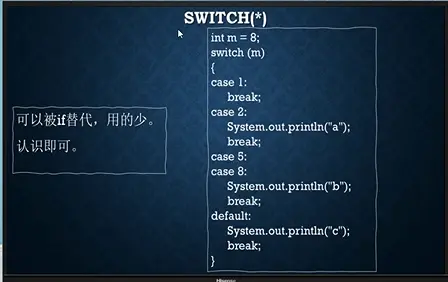 SWITCH(*)
int m = 8;
switch (m)
{
case 1:
break;
case 2:
System.out.println("a");
break;
case 5:
case 8:
System.out.println("b");
break;
default:
System.out.println("c");
break;
}
可以被if替代，用的少。
认识即可。
Hisense